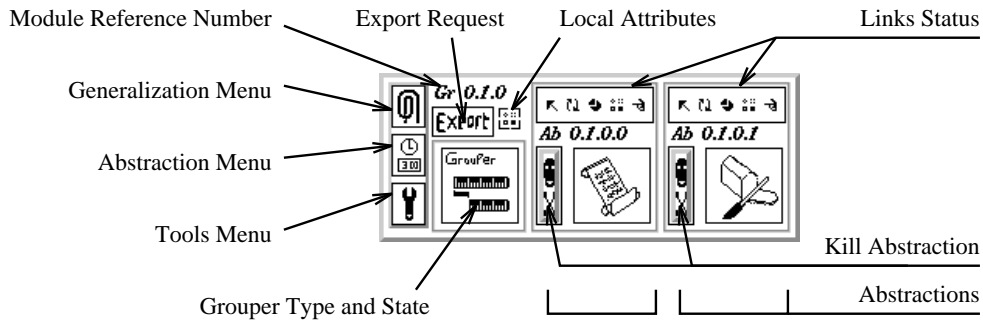 Module Reference Number
Export Request
Local Attributes
Links Status
Generalization Menu
Gr 0.1.0
Export
Ab 0.1.0.0
Ab 0.1.0.1
Abstraction Menu
Grouper
Tools Menu
Kill Abstraction
Grouper Type and State
Abstractions